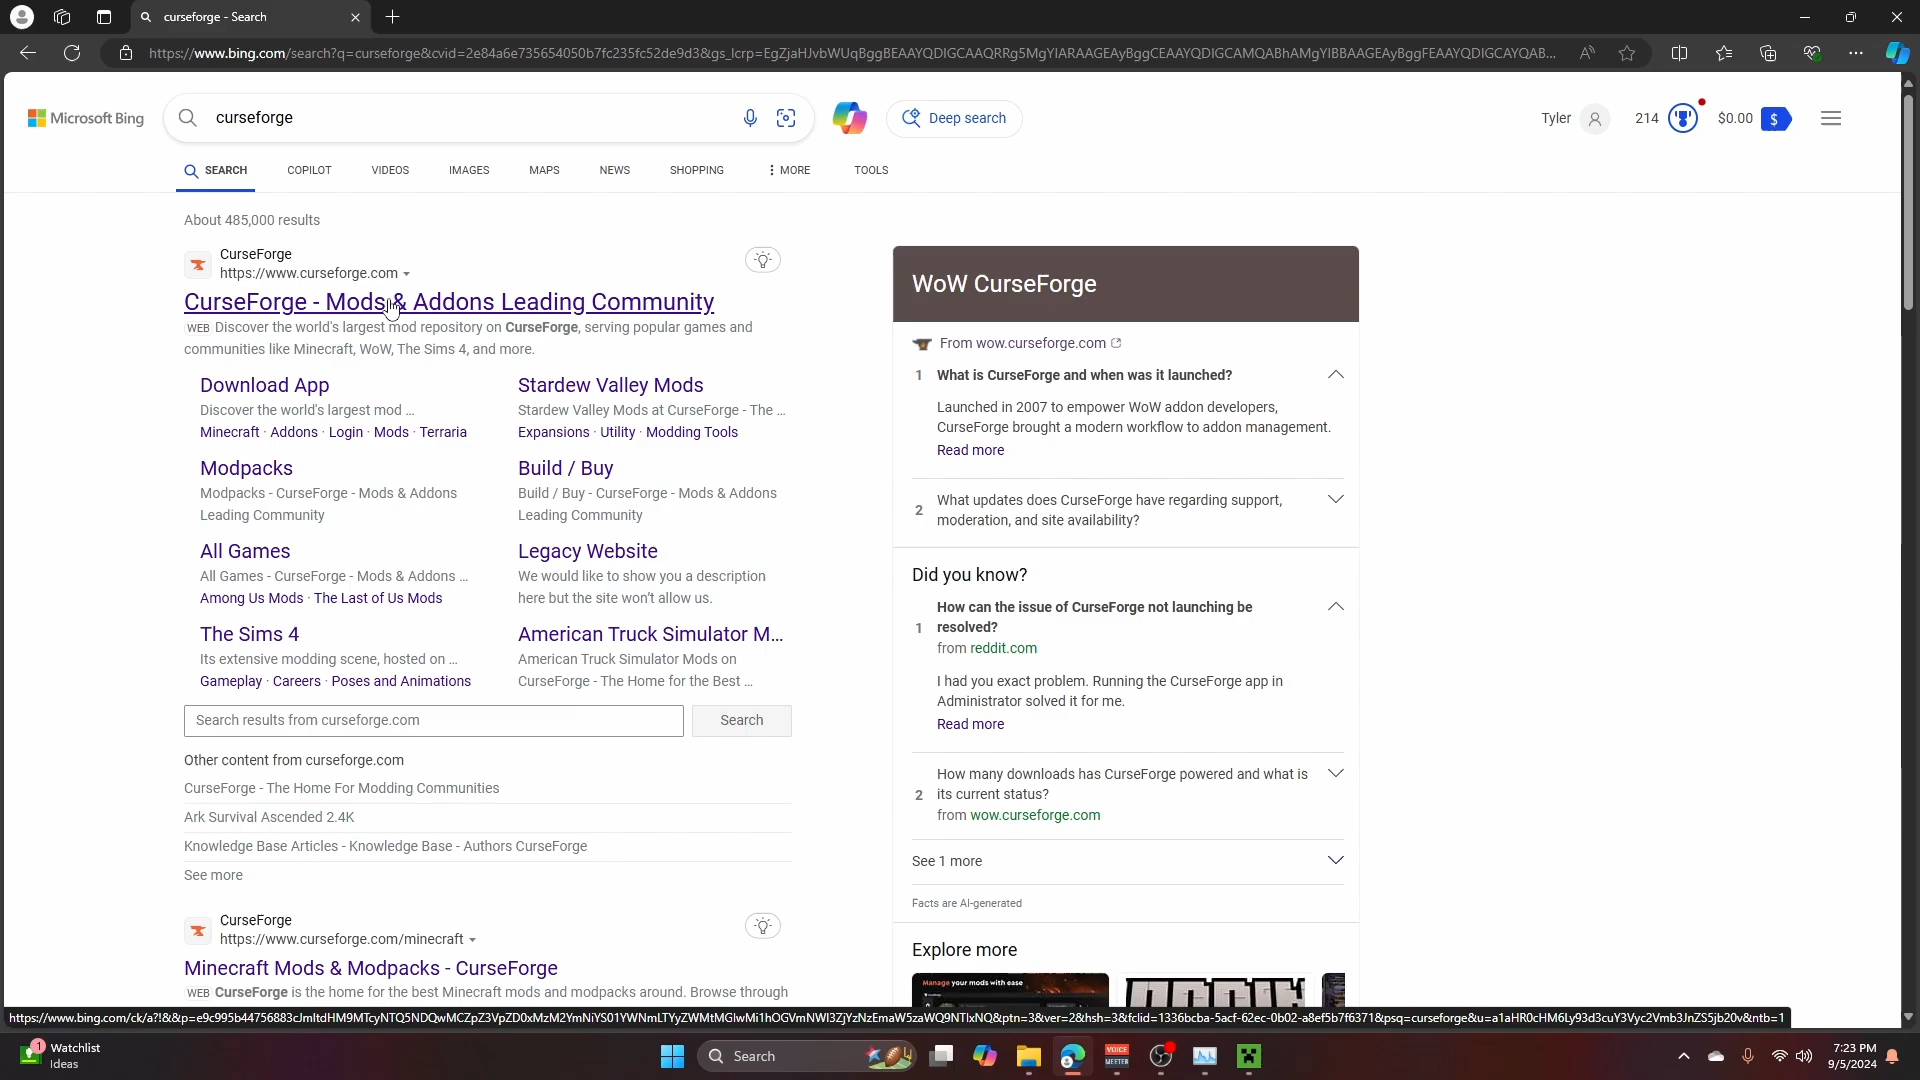 curseforge - Search
https://www.bing.com/search?q=curseforge&cvid=2e84a6e735654050b7fc235fc52de9d3&gs_lcrp=EgZjaHJvbWUqBggBEAAYQDIGCAAQRRg5MgYIARAAGEAyBggCEAAYQDIGCAMQABhAMgYIBBAAGEAyBggFEAAYQDIGCAYQAB...
Microsoft Bing
curseforge
Deep search
Tyler
214
$0.00
$
SEARCH
COPILOT
VIDEOS
IMAGES
MAPS
NEWS
SHOPPING
MORE
TOOLS
About 485,000 results
CurseForge
https://www.curseforge.com
CurseForge - Mods & Addons Leading Community
WEB Discover the world's largest mod repository on CurseForge, serving popular games and
communities like Minecraft, WoW, The Sims 4, and more.
Download App
Discover the world's largest mod ...
Minecraft · Addons · Login · Mods · Terraria
Stardew Valley Mods
Stardew Valley Mods at CurseForge - The ...
Expansions · Utility · Modding Tools
Modpacks
Modpacks - CurseForge - Mods & Addons
Leading Community
Build / Buy
Build / Buy - CurseForge - Mods & Addons
Leading Community
All Games
All Games - CurseForge - Mods & Addons ...
Among Us Mods · The Last of Us Mods
Legacy Website
We would like to show you a description
here but the site won't allow us.
The Sims 4
Its extensive modding scene, hosted on ...
Gameplay · Careers · Poses and Animations
American Truck Simulator M...
American Truck Simulator Mods on
CurseForge - The Home for the Best ...
Search results from curseforge.com
Search
Other content from curseforge.com
CurseForge - The Home For Modding Communities
Ark Survival Ascended 2.4K
Knowledge Base Articles - Knowledge Base - Authors CurseForge
See more
CurseForge
https://www.curseforge.com/minecraft
Minecraft Mods & Modpacks - CurseForge
WEB CurseForge is the home for the best Minecraft mods and modpacks around. Browse through
WoW CurseForge
From wow.curseforge.com
1 What is CurseForge and when was it launched?
Launched in 2007 to empower WoW addon developers,
CurseForge brought a modern workflow to addon management.
Read more
2 What updates does CurseForge have regarding support,
moderation, and site availability?
Did you know?
1 How can the issue of CurseForge not launching be
resolved?
from reddit.com
I had you exact problem. Running the CurseForge app in
Administrator solved it for me.
Read more
2 How many downloads has CurseForge powered and what is
its current status?
from wow.curseforge.com
See 1 more
Facts are AI-generated
Explore more
Manage your mods with ease
1
Watchlist
Ideas
Search
VOICE
MEETER
7:23 PM
9/5/2024